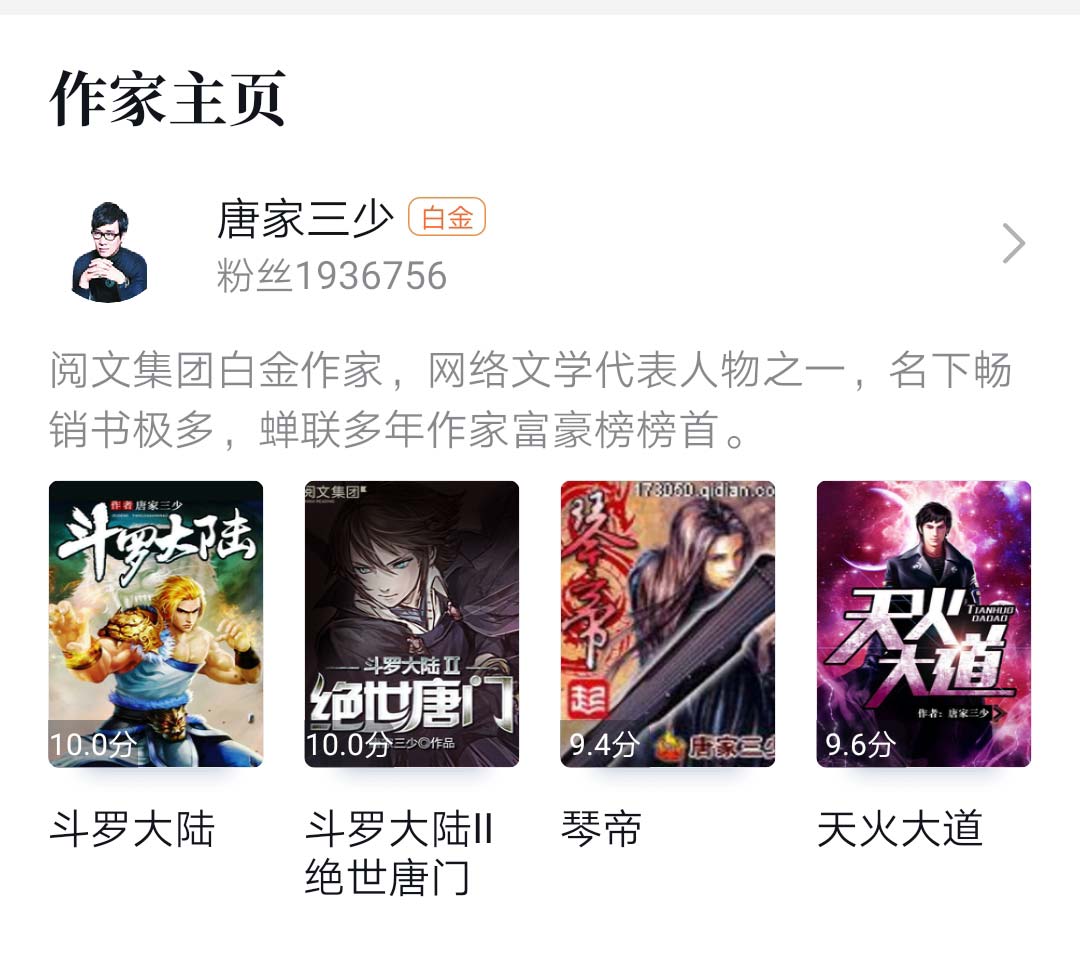 作家主页
唐家三少 白金
粉丝1936756
阅文集团白金作家，网络文学代表人物之一，名下畅
销书极多，蝉联多年作家富豪榜榜首。
作者 唐家三少
斗罗大陆
10.0分
阅文集团
斗罗大陆 II
绝世唐门
唐家三少◎作品
10.0分
173060.qidian.co
琴帝
起
唐家三少
9.4分
天火大道
TIANHUO
DADAO
作者：唐家三少
9.6分
斗罗大陆
斗罗大陆II
绝世唐门
琴帝
天火大道